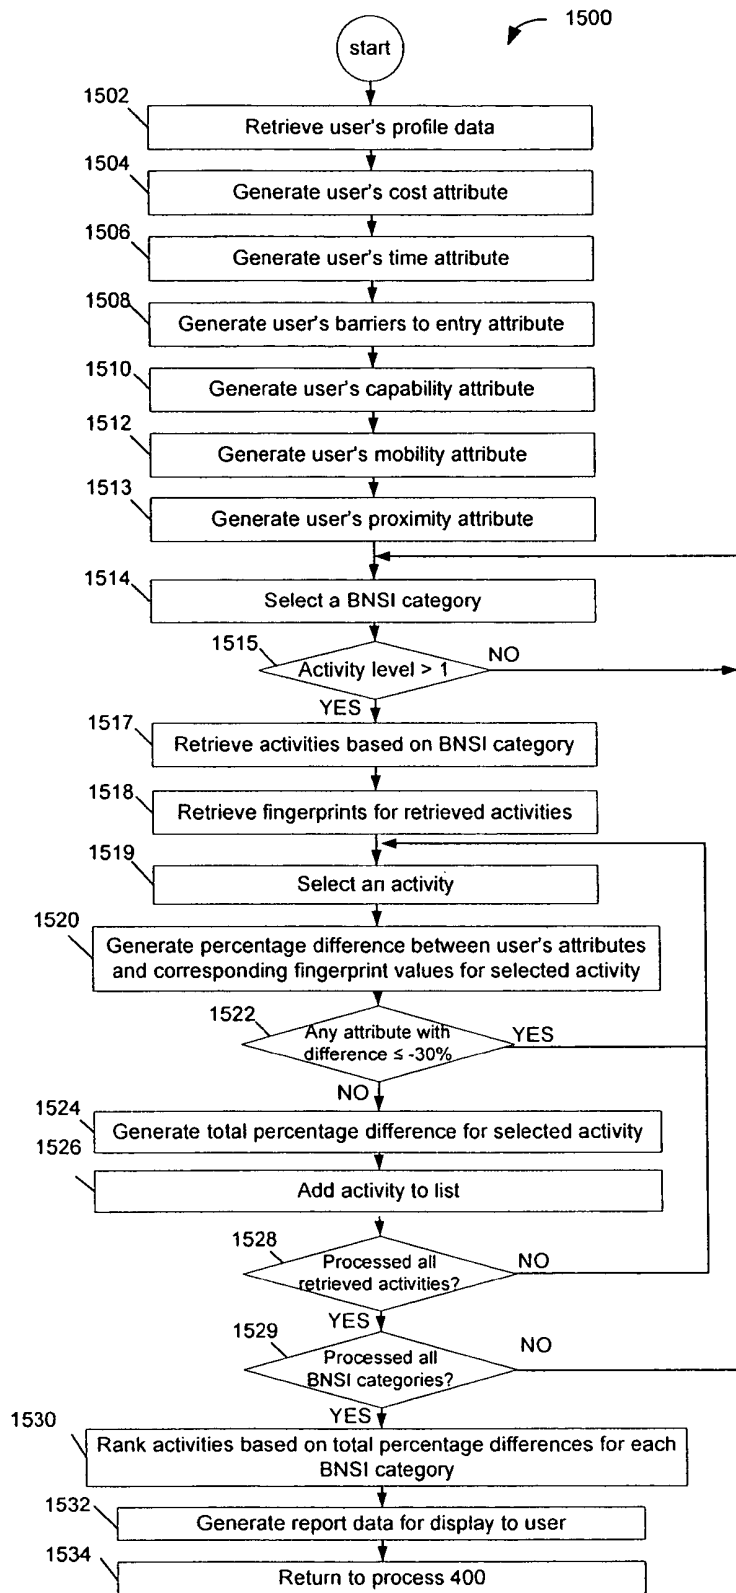 1500
start
1502
Retrieve user's profile data
1504
Generate user's cost attribute
1506
Generate user's time attribute
1508
Generate user's barriers to entry attribute
1510
Generate user's capability attribute
1512
Generate user's mobility attribute
1513
Generate user's proximity attribute
1514
Select a BNSI category
1515
Activity level > 1
NO
YES
1517
Retrieve activities based on BNSI category
1518
Retrieve fingerprints for retrieved activities
1519
Select an activity
1520
Generate percentage difference between user's attributes
and corresponding fingerprint values for selected activity
1522
Any attribute with
difference ≤ -30%
YES
NO
1524
Generate total percentage difference for selected activity
1526
Add activity to list
1528
Processed all
retrieved activities?
NO
YES
1529
Processed all
BNSI categories?
NO
YES
1530
Rank activities based on total percentage differences for each
BNSI category
1532
Generate report data for display to user
1534
Return to process 400